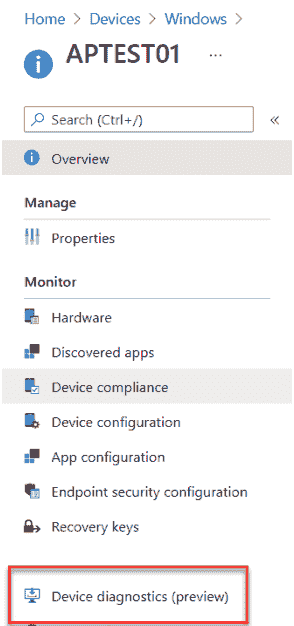 Home > Devices > Windows >
APTEST01 ...
Search (Ctrl+/) «
Overview
Manage
Properties
Monitor
Hardware
Discovered apps
Device compliance
Device configuration
App configuration
Endpoint security configuration
Recovery keys
Device diagnostics (preview)